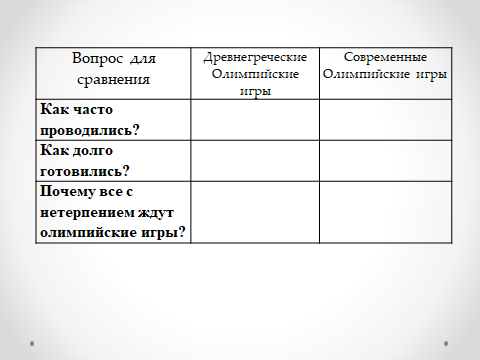 Вопрос для
сравнения
Древнегреческие
Олимпийские
игры
Современные
Олимпийские игры
Как часто
проводились?
Как долго
готовились?
Почему все с
нетерпением ждут
олимпийские игры?